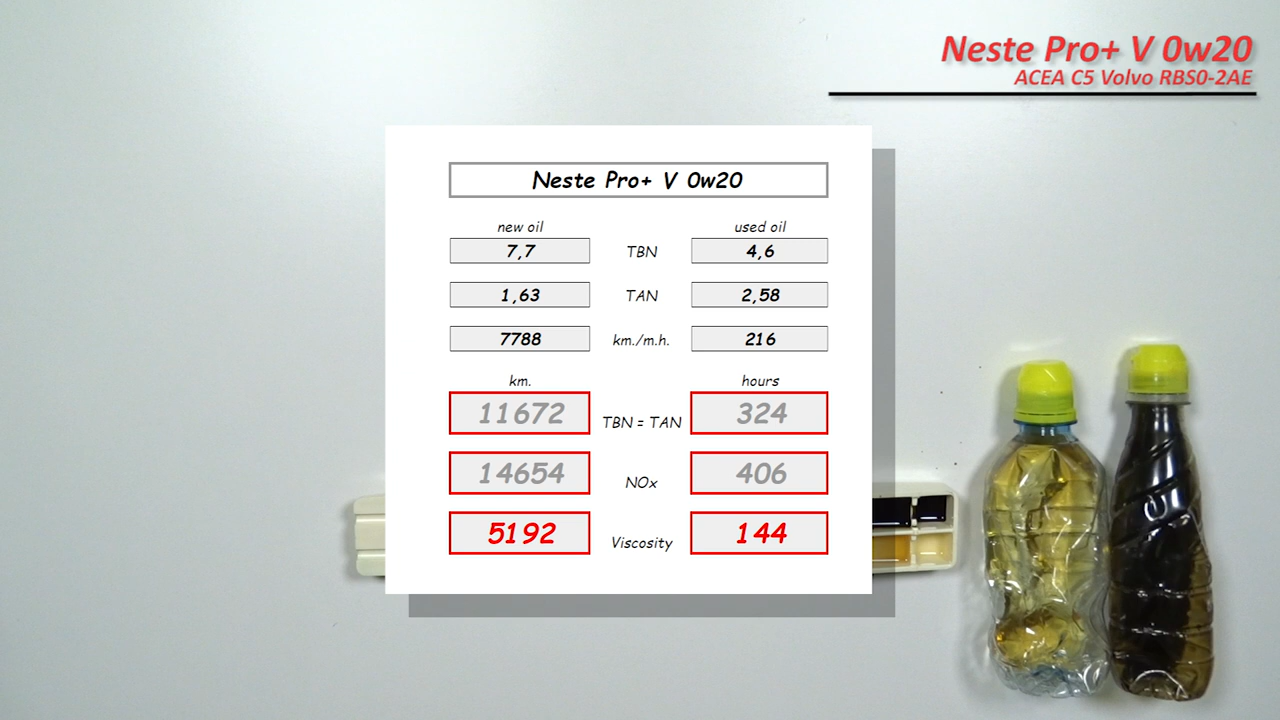 Neste Pro+ V 0w20
ACEA C5 Volvo RBS0-2AE
Neste Pro+ V 0w20
new oil used oil
7,7 TBN 4,6
1,63 TAN 2,58
7788 km./m.h. 216
km. hours
11672 TBN = TAN 324
14654 NOx 406
5192 Viscosity 144